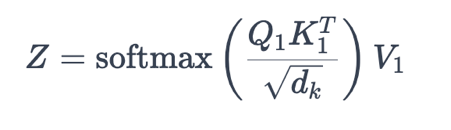 Z = softmax ( Q₁K₁ᵀ / √dₖ ) V₁